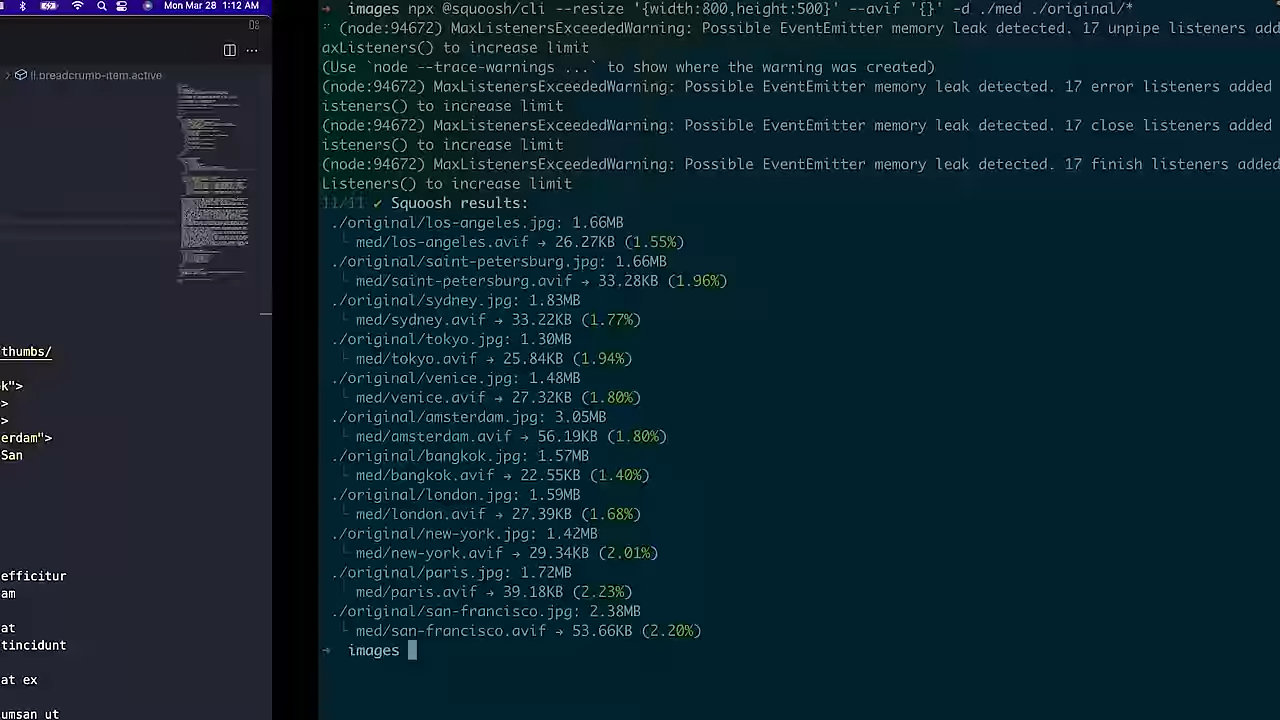 Mon Mar 28 1:12 AM
...
> !!.breadcrumb-item.active
thumbs/
k">
>
>
erdam">
San
efficitur
am
at
tincidunt
at ex
umsan ut
→ images npx @squoosh/cli --resize '{width:800,height:500}' --avif '{}' -d ./med ./original/*
(node:94672) MaxListenersExceededWarning: Possible EventEmitter memory leak detected. 17 unpipe listeners add
axListeners() to increase limit
(Use `node --trace-warnings ...` to show where the warning was created)
(node:94672) MaxListenersExceededWarning: Possible EventEmitter memory leak detected. 17 error listeners added
isteners() to increase limit
(node:94672) MaxListenersExceededWarning: Possible EventEmitter memory leak detected. 17 close listeners added
isteners() to increase limit
(node:94672) MaxListenersExceededWarning: Possible EventEmitter memory leak detected. 17 finish listeners added
Listeners() to increase limit
11/11 ✔ Squoosh results:
./original/los-angeles.jpg: 1.66MB
└ med/los-angeles.avif → 26.27KB (1.55%)
./original/saint-petersburg.jpg: 1.66MB
└ med/saint-petersburg.avif → 33.28KB (1.96%)
./original/sydney.jpg: 1.83MB
└ med/sydney.avif → 33.22KB (1.77%)
./original/tokyo.jpg: 1.30MB
└ med/tokyo.avif → 25.84KB (1.94%)
./original/venice.jpg: 1.48MB
└ med/venice.avif → 27.32KB (1.80%)
./original/amsterdam.jpg: 3.05MB
└ med/amsterdam.avif → 56.19KB (1.80%)
./original/bangkok.jpg: 1.57MB
└ med/bangkok.avif → 22.55KB (1.40%)
./original/london.jpg: 1.59MB
└ med/london.avif → 27.39KB (1.68%)
./original/new-york.jpg: 1.42MB
└ med/new-york.avif → 29.34KB (2.01%)
./original/paris.jpg: 1.72MB
└ med/paris.avif → 39.18KB (2.23%)
./original/san-francisco.jpg: 2.38MB
└ med/san-francisco.avif → 53.66KB (2.20%)
→ images